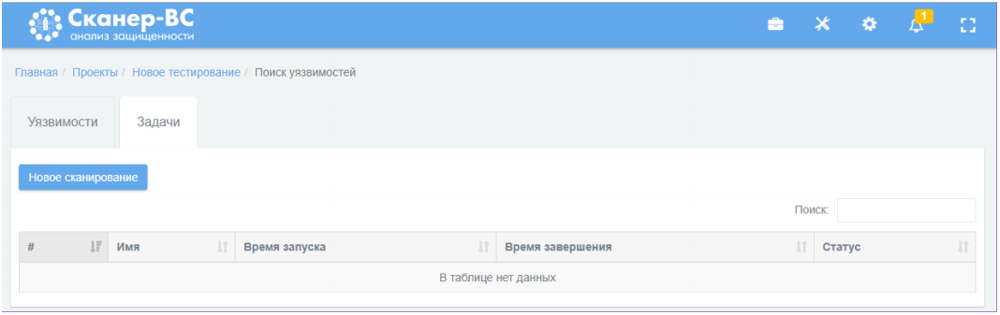 Сканер-ВС
анализ защищенности
1
Главная / Проекты / Новое тестирование / Поиск уязвимостей
Уязвимости Задачи
Новое сканирование
Поиск:
# Имя Время запуска Время завершения Статус
В таблице нет данных